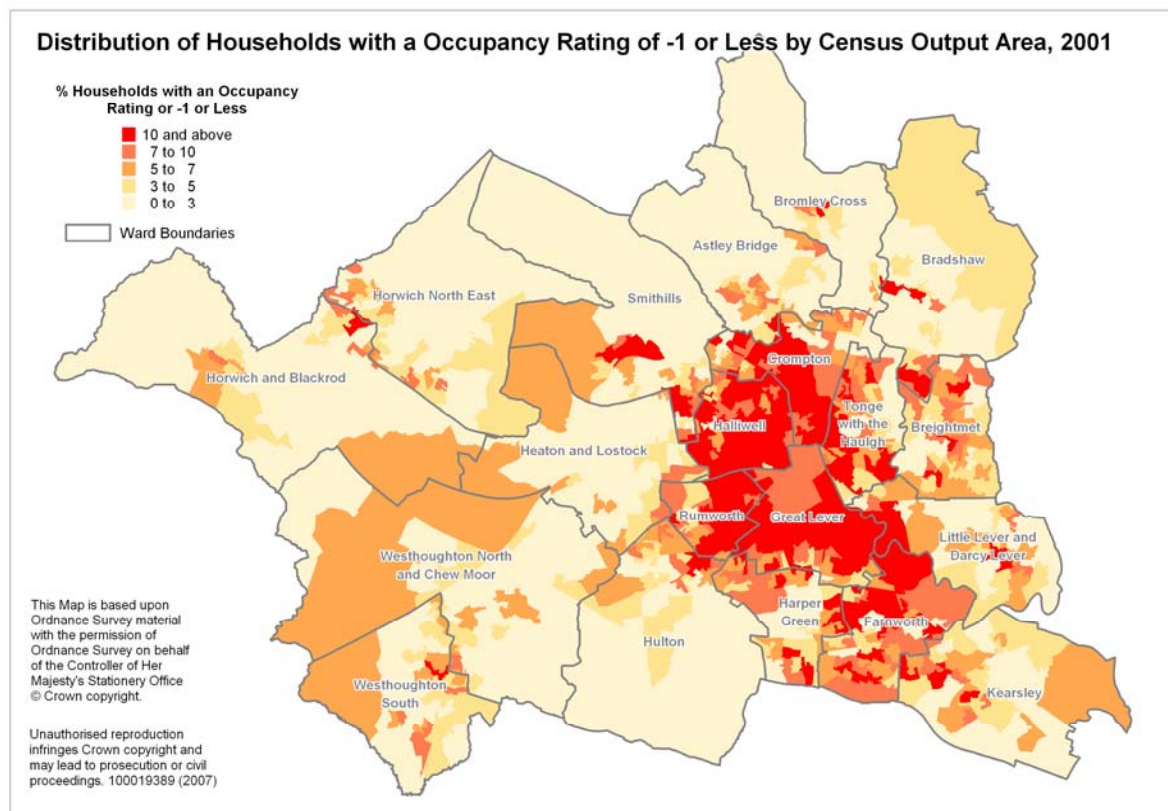 Distribution of Households with a Occupancy Rating of -1 or Less by Census Output Area, 2001
% Households with an Occupancy
Rating or -1 or Less
10 and above
7 to 10
5 to 7
3 to 5
0 to 3
Ward Boundaries
Bromley Cross
Astley Bridge
Bradshaw
Horwich North East
Smithills
Crompton
Horwich and Blackrod
Halliwell
Tonge
with the
Haulgh
Breightmet
Heaton and Lostock
Rumworth
Great Lever
Little Lever and
Darcy Lever
Westhoughton North
and Chew Moor
Harper
Green
Farnworth
Hulton
Westhoughton
South
Kearsley
This Map is based upon
Ordnance Survey material
with the permission of
Ordnance Survey on behalf
of the Controller of Her
Majesty's Stationery Office
© Crown copyright.
Unauthorised reproduction
infringes Crown copyright and
may lead to prosecution or civil
proceedings. 100019389 (2007)